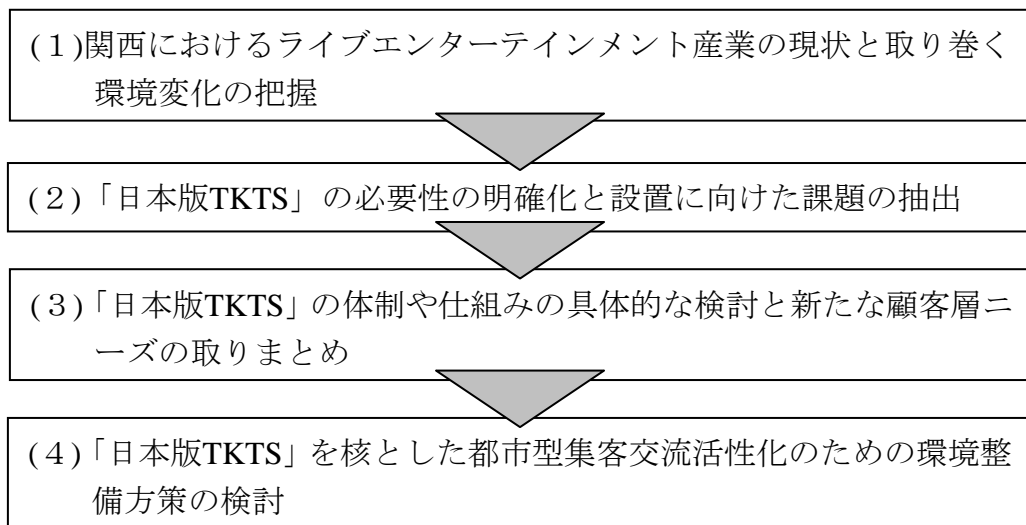 (１)関西におけるライブエンターテインメント産業の現状と取り巻く
環境変化の把握
(２)「日本版TKTS」の必要性の明確化と設置に向けた課題の抽出
(３)「日本版TKTS」の体制や仕組みの具体的な検討と新たな顧客層ニ
ーズの取りまとめ
(４)「日本版TKTS」を核とした都市型集客交流活性化のための環境整
備方策の検討